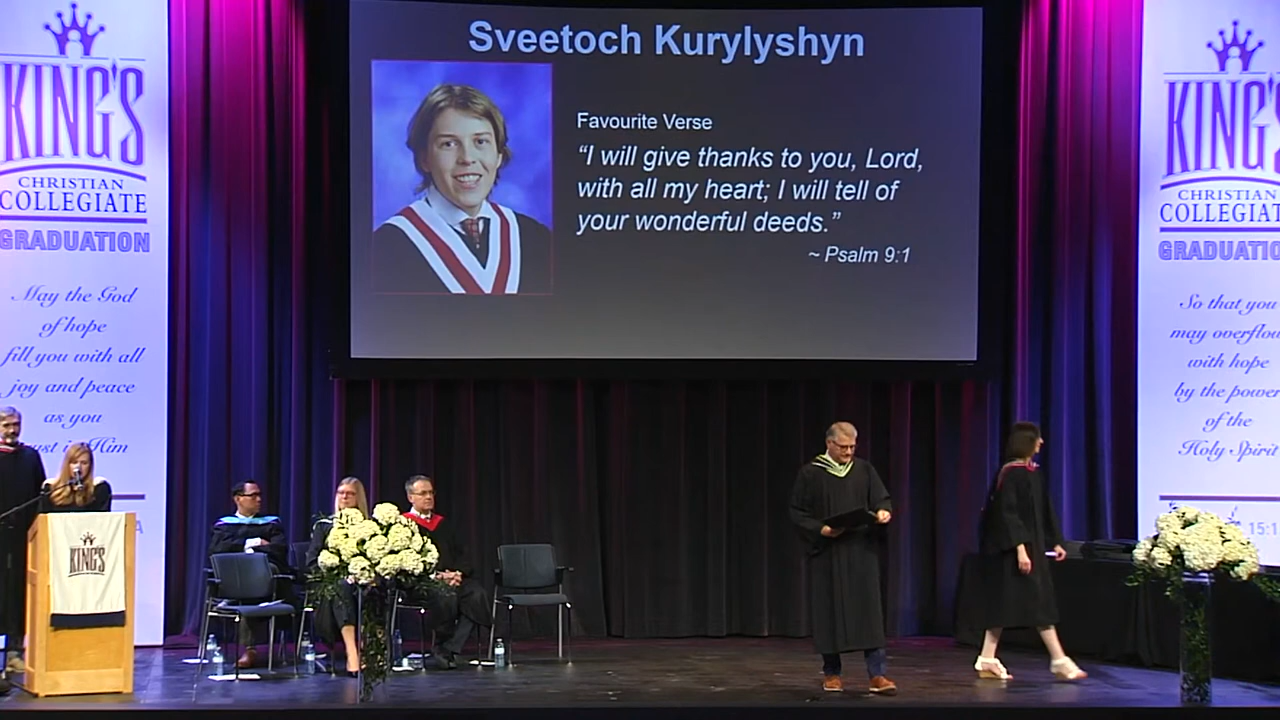 Sveetoch Kurylyshyn
Favourite Verse
“I will give thanks to you, Lord,
with all my heart; I will tell of
your wonderful deeds.”
~ Psalm 9:1
KING'S
CHRISTIAN
COLLEGIATE
GRADUATION
May the God
of hope
fill you with all
joy and peace
as you
in Him
KING'S
KING'S
CHRISTIAN
COLLEGIATE
GRADUATION
So that you
may overflow
with hope
by the power
of the
Holy Spirit
15:1